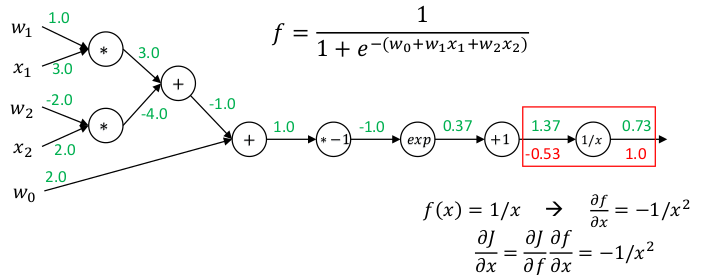 w₁ 1.0
x₁ 3.0
* 3.0
w₂ -2.0
x₂ 2.0
* -4.0
+ -1.0
w₀ 2.0
+ 1.0 *−1 -1.0 exp 0.37 +1 1.37 1/x 0.73
-0.53 1.0
f = 1 / (1 + e^−(w₀+w₁x₁+w₂x₂))
f(x) = 1/x → ∂f/∂x = −1/x²
∂J/∂x = ∂J/∂f ∂f/∂x = −1/x²